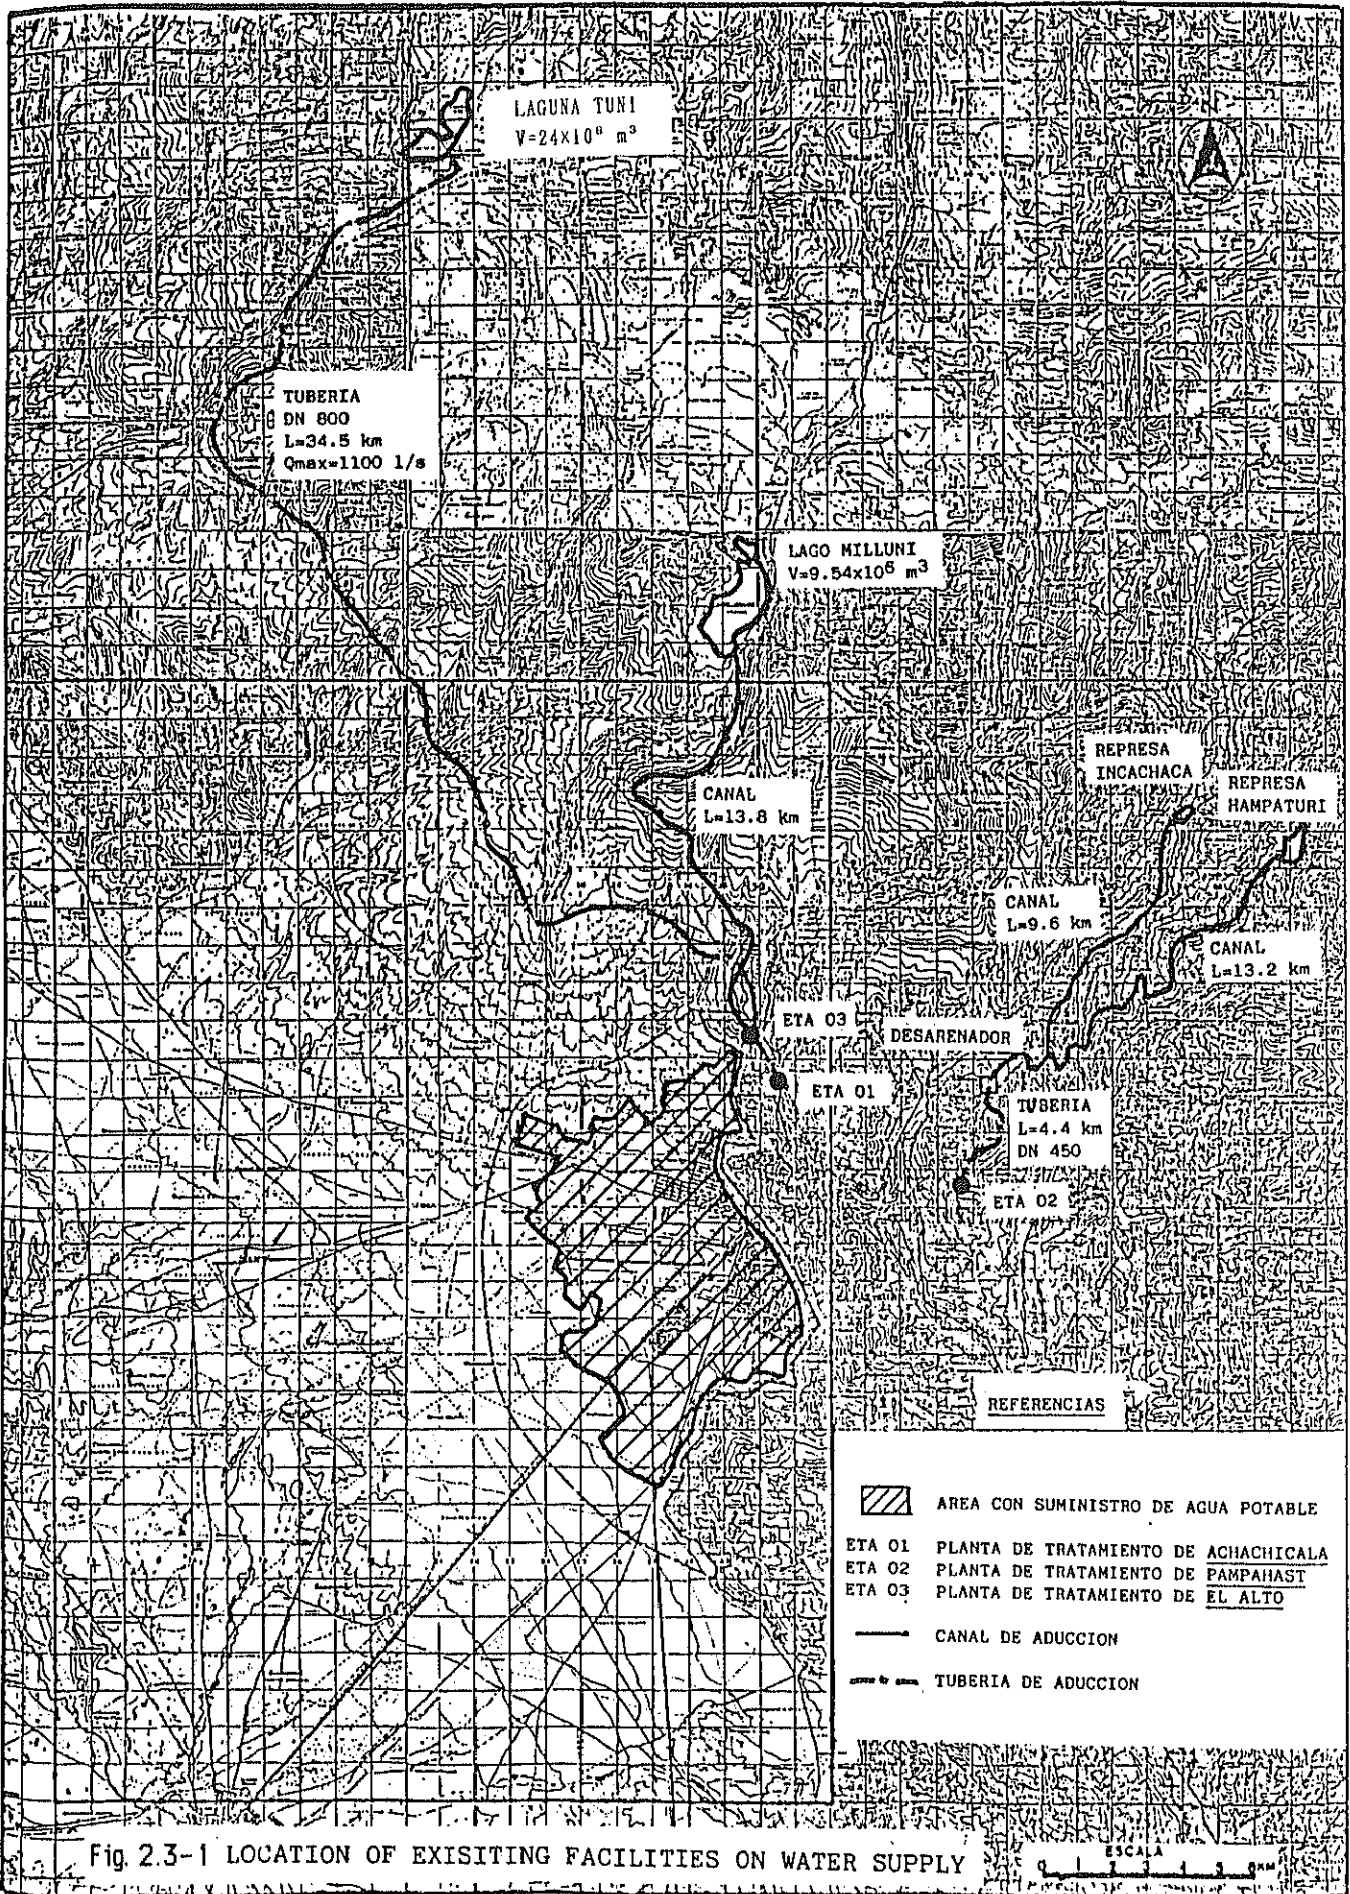 LAGUNA TUNI
V=24x10⁶ m³
TUBERIA
DN 800
L=34.5 km
Qmax=1100 l/s
LAGO MILLUNI
V=9.54x10⁶ m³
REPRESA
INCACHACA
REPRESA
HAMPATURI
CANAL
L=13.8 km
CANAL
L=9.6 km
CANAL
L=13.2 km
ETA 03
DESARENADOR
ETA 01
TUBERIA
L=4.4 km
DN 450
ETA 02
REFERENCIAS
AREA CON SUMINISTRO DE AGUA POTABLE
ETA 01 PLANTA DE TRATAMIENTO DE ACHACHICALA
ETA 02 PLANTA DE TRATAMIENTO DE PAMPAHAST
ETA 03 PLANTA DE TRATAMIENTO DE EL ALTO
CANAL DE ADUCCION
TUBERIA DE ADUCCION
Fig. 2.3-1 LOCATION OF EXISITING FACILITIES ON WATER SUPPLY
ESCALA